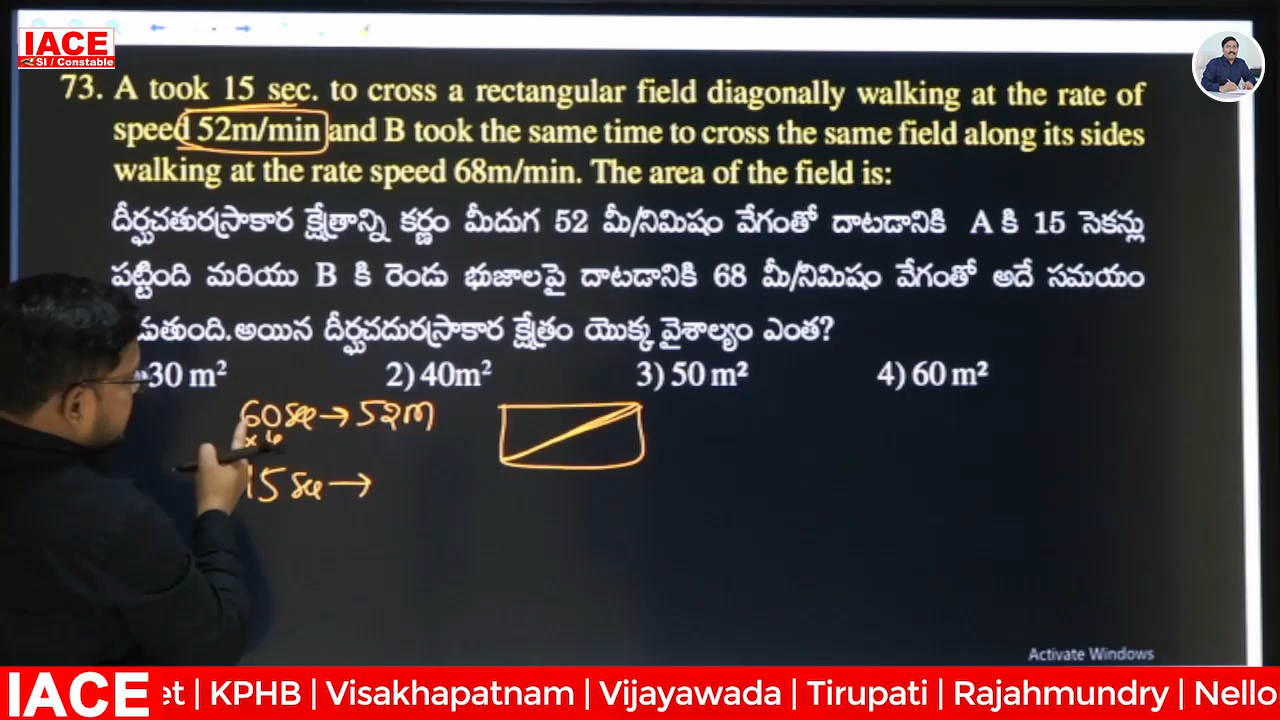 IACE
SI / Constable
73. A took 15 sec. to cross a rectangular field diagonally walking at the rate of
speed 52m/min and B took the same time to cross the same field along its sides
walking at the rate speed 68m/min. The area of the field is:
దీర్ఘచతురస్రాకార క్షేత్రాన్ని కర్ణం మీదుగ 52 మీ/నిమిషం వేగంతో దాటడానికి A కి 15 సెకన్లు
పట్టింది మరియు B కి రెండు భుజాలపై దాటడానికి 68 మీ/నిమిషం వేగంతో అదే సమయం
డుతుంది.అయిన దీర్ఘచదురస్రాకార క్షేత్రం యొక్క వైశాల్యం ఎంత?
30 m² 2) 40m² 3) 50 m² 4) 60 m²
60 sec → 52m
15 sec →
Activate Windows
IACE et | KPHB | Visakhapatnam | Vijayawada | Tirupati | Rajahmundry | Nello